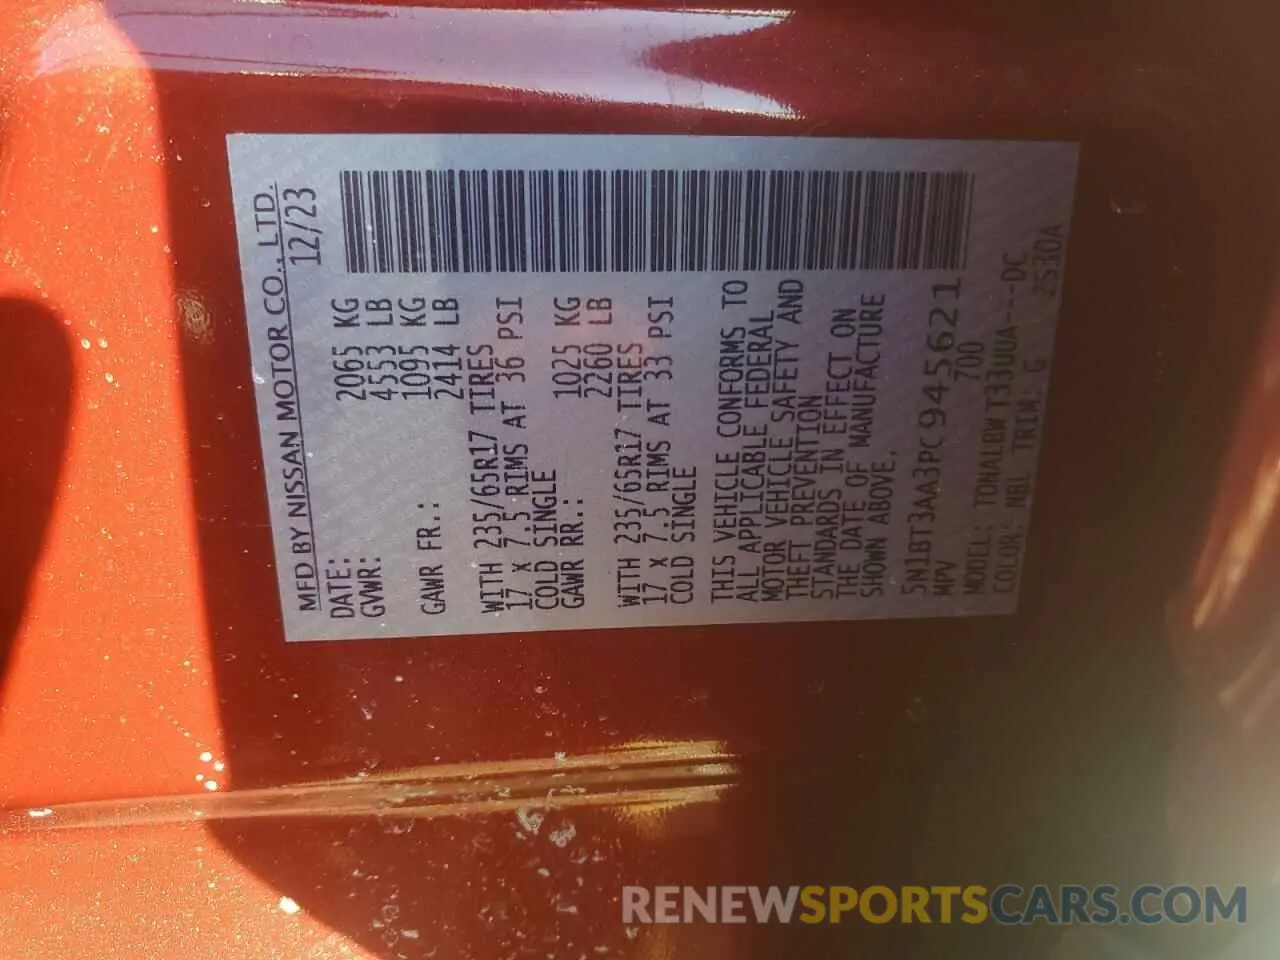 MFD BY NISSAN MOTOR CO., LTD.
DATE: 12/23
GVWR: 2065 KG
4553 LB
GAWR FR.: 1095 KG
2414 LB
WITH 235/65R17 TIRES
17 X 7.5 RIMS AT 36 PSI
COLD SINGLE
GAWR RR.: 1025 KG
2260 LB
WITH 235/65R17 TIRES
17 X 7.5 RIMS AT 33 PSI
COLD SINGLE
THIS VEHICLE CONFORMS TO
ALL APPLICABLE FEDERAL
MOTOR VEHICLE SAFETY AND
THEFT PREVENTION
STANDARDS IN EFFECT ON
THE DATE OF MANUFACTURE
SHOWN ABOVE.
5N1BT3AA3PC945621
MPV 700
MODEL: TDNALBWT33UUA---DC
COLOR: NBL TRIM: G 2S30A
RENEWSPORTSCARS.COM